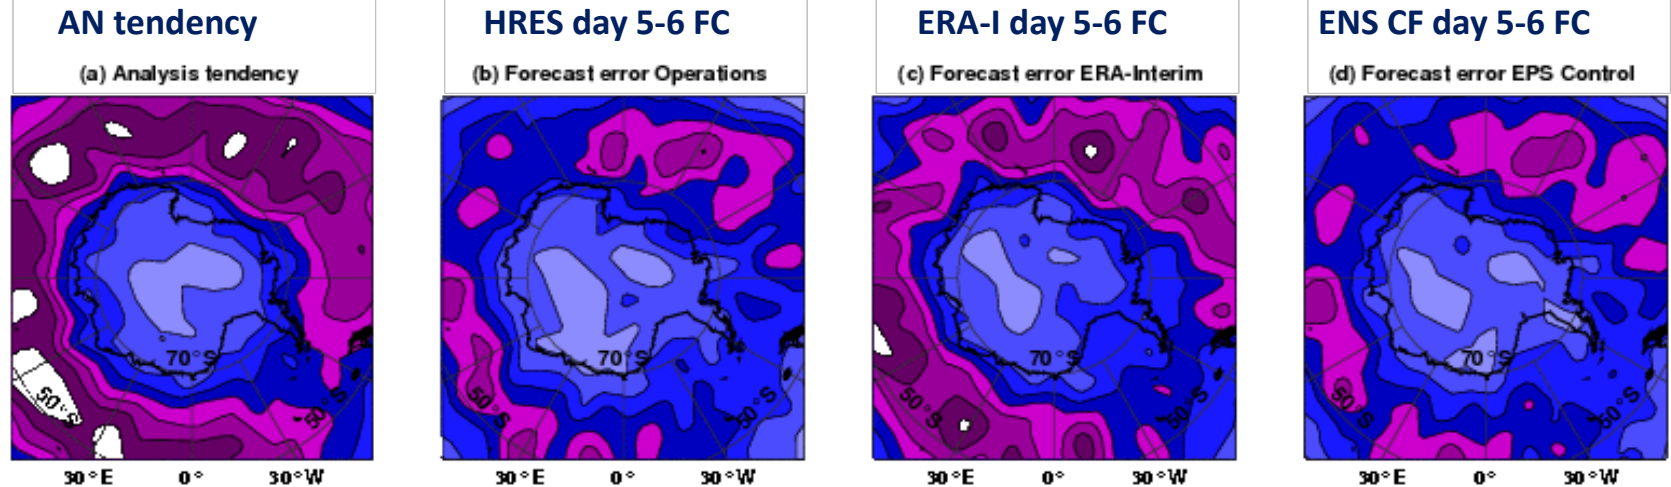 AN tendency
HRES day 5-6 FC
ERA-I day 5-6 FC
ENS CF day 5-6 FC
(a) Analysis tendency
(b) Forecast error Operations
(c) Forecast error ERA-Interim
(d) Forecast error EPS Control
70°S
50°S
50°S
30°E
0°
30°W
70°S
50°S
50°S
30°E
0°
30°W
70°S
50°S
50°S
30°E
0°
30°W
70°S
50°S
50°S
30°E
0°
30°W